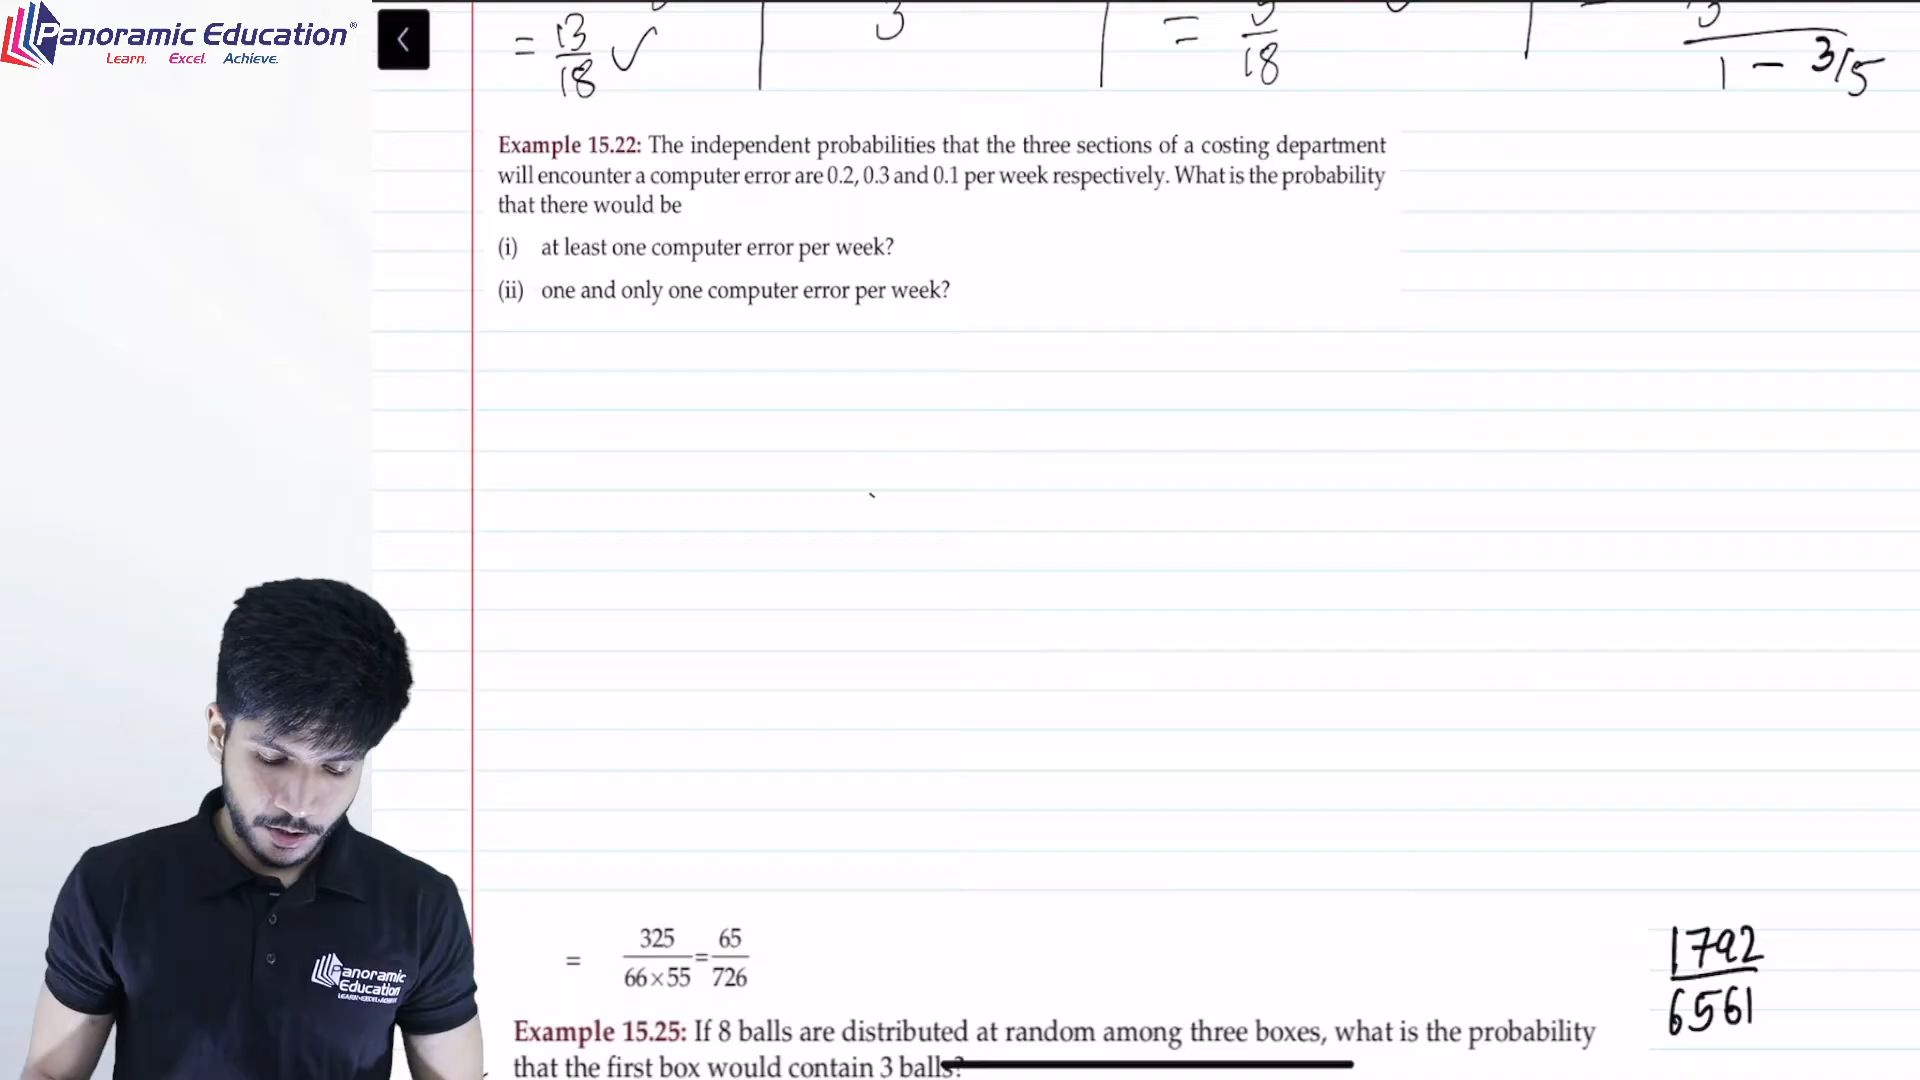 Panoramic Education®
Learn. Excel. Achieve.
= 13/18 ✓
3
= /18
1 - 3/5
Example 15.22: The independent probabilities that the three sections of a costing department
will encounter a computer error are 0.2, 0.3 and 0.1 per week respectively. What is the probability
that there would be
(i) at least one computer error per week?
(ii) one and only one computer error per week?
= 325/66×55 = 65/726
1792/6561
Example 15.25: If 8 balls are distributed at random among three boxes, what is the probability
that the first box would contain 3 balls?
Panoramic
Education
LEARN•EXCEL•ACHIEVE